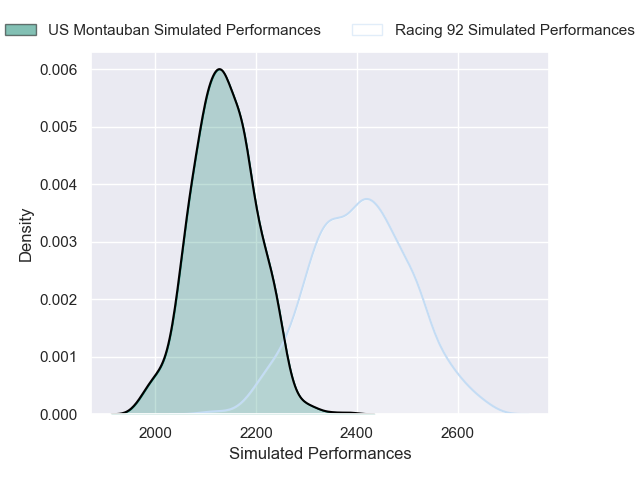 US Montauban Simulated Performances
Racing 92 Simulated Performances
0.006
0.005
0.004
0.003
0.002
0.001
0.000
Density
2000
2200
2400
2600
Simulated Performances